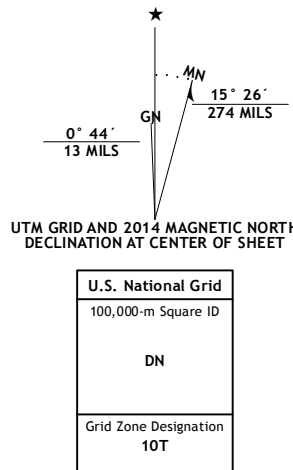 ★
MN
15° 26´
274 MILS
GN
0° 44´
13 MILS
UTM GRID AND 2014 MAGNETIC NORTH
DECLINATION AT CENTER OF SHEET
U.S. National Grid
100,000-m Square ID
DN
Grid Zone Designation
10T